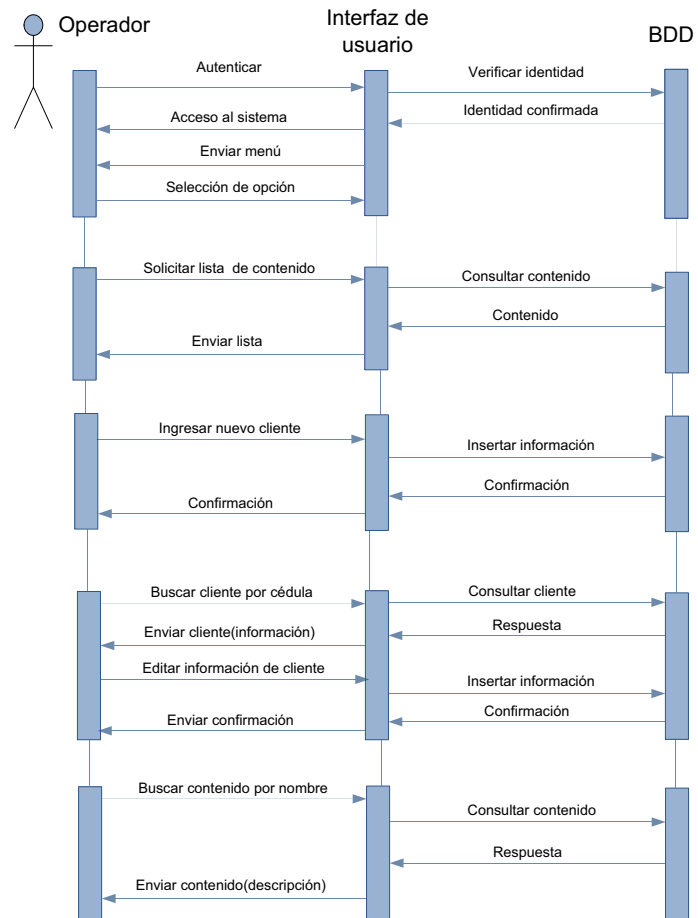 Operador
Interfaz de
usuario
BDD
Autenticar
Verificar identidad
Identidad confirmada
Acceso al sistema
Enviar menú
Selección de opción
Solicitar lista de contenido
Consultar contenido
Contenido
Enviar lista
Ingresar nuevo cliente
Insertar información
Confirmación
Confirmación
Buscar cliente por cédula
Consultar cliente
Respuesta
Enviar cliente(información)
Editar información de cliente
Insertar información
Confirmación
Enviar confirmación
Buscar contenido por nombre
Consultar contenido
Respuesta
Enviar contenido(descripción)